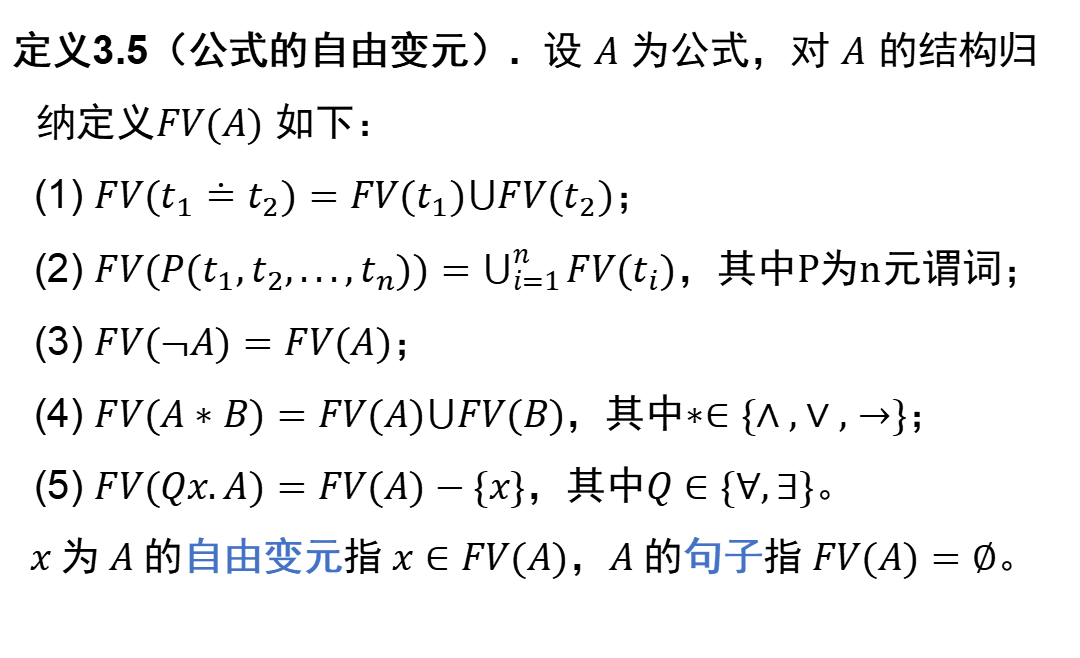 定义3.5（公式的自由变元）. 设 A 为公式，对 A 的结构归
纳定义FV(A) 如下：
(1) FV(t₁ ≐ t₂) = FV(t₁)∪FV(t₂)；
(2) FV(P(t₁, t₂, . . . , tₙ)) = ⋃ᵢ₌₁ⁿ FV(tᵢ)，其中P为n元谓词；
(3) FV(¬A) = FV(A)；
(4) FV(A ∗ B) = FV(A)∪FV(B)，其中∗∈ {∧ , ∨ , →}；
(5) FV(Qx. A) = FV(A) − {x}，其中Q ∈ {∀, ∃}。
x 为 A 的自由变元指 x ∈ FV(A)，A 的句子指 FV(A) = ∅。